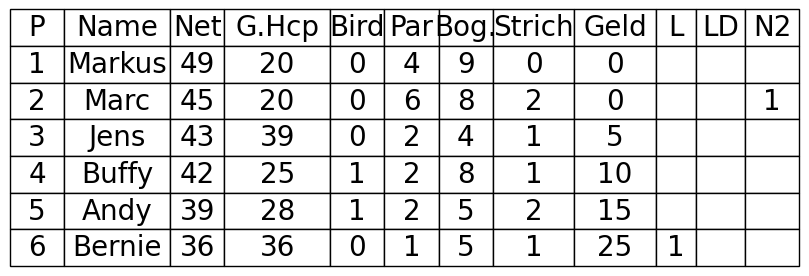 P Name Net G.Hcp Bird Par Bog. Strich Geld L LD N2
1 Markus 49 20 0 4 9 0 0
2 Marc 45 20 0 6 8 2 0 1
3 Jens 43 39 0 2 4 1 5
4 Buffy 42 25 1 2 8 1 10
5 Andy 39 28 1 2 5 2 15
6 Bernie 36 36 0 1 5 1 25 1